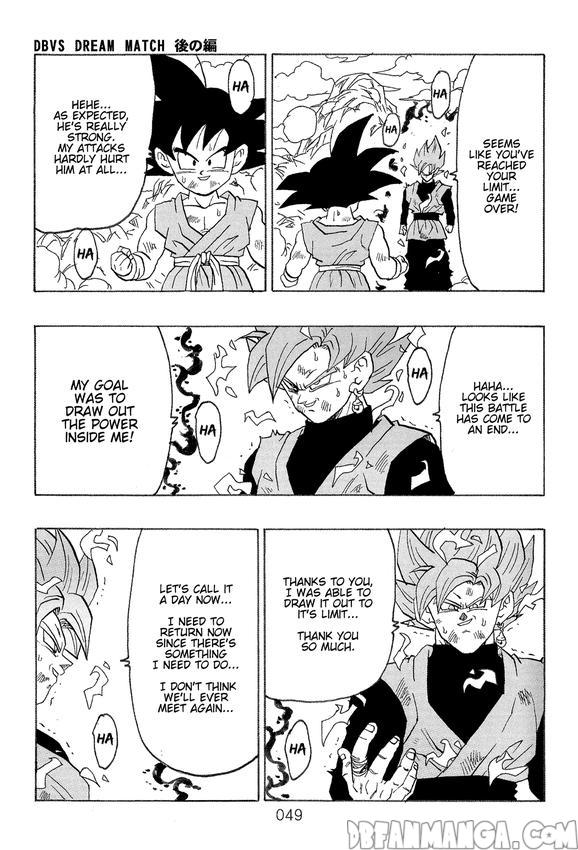 DBVS DREAM MATCH 後の編
SEEMS
LIKE YOU'VE
REACHED
YOUR
LIMIT...
GAME
OVER!
HA
HA
HA
HEHE...
AS EXPECTED,
HE'S REALLY
STRONG.
MY ATTACKS
HARDLY HURT
HIM AT ALL...
HA
HA
HAHA...
LOOKS LIKE
THIS BATTLE
HAS COME TO
AN END...
HA
HA
MY GOAL
WAS TO
DRAW OUT
THE POWER
INSIDE ME!
THANKS TO YOU,
I WAS ABLE TO
DRAW IT OUT TO
IT'S LIMIT...
THANK YOU
SO MUCH.
HA
LET'S CALL IT
A DAY NOW...
I NEED TO
RETURN NOW
SINCE THERE'S
SOMETHING
I NEED TO DO...
I DON'T THINK
WE'LL EVER
MEET AGAIN...
HA
049
DBFANMANGA.COM